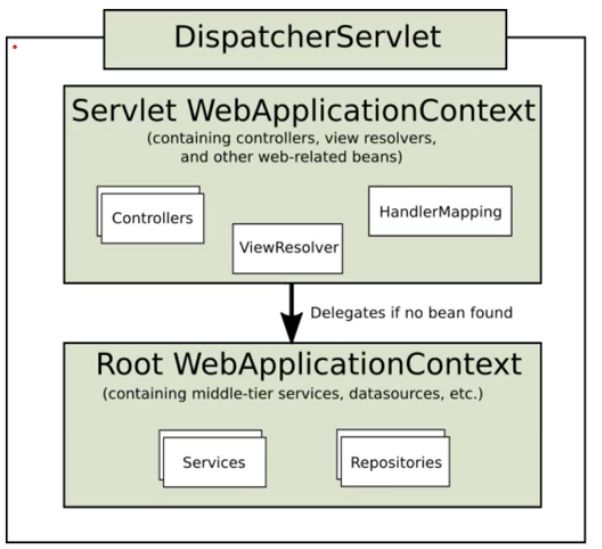 DispatcherServlet
Servlet WebApplicationContext
(containing controllers, view resolvers,
and other web-related beans)
Controllers
HandlerMapping
ViewResolver
Delegates if no bean found
Root WebApplicationContext
(containing middle-tier services, datasources, etc.)
Services
Repositories